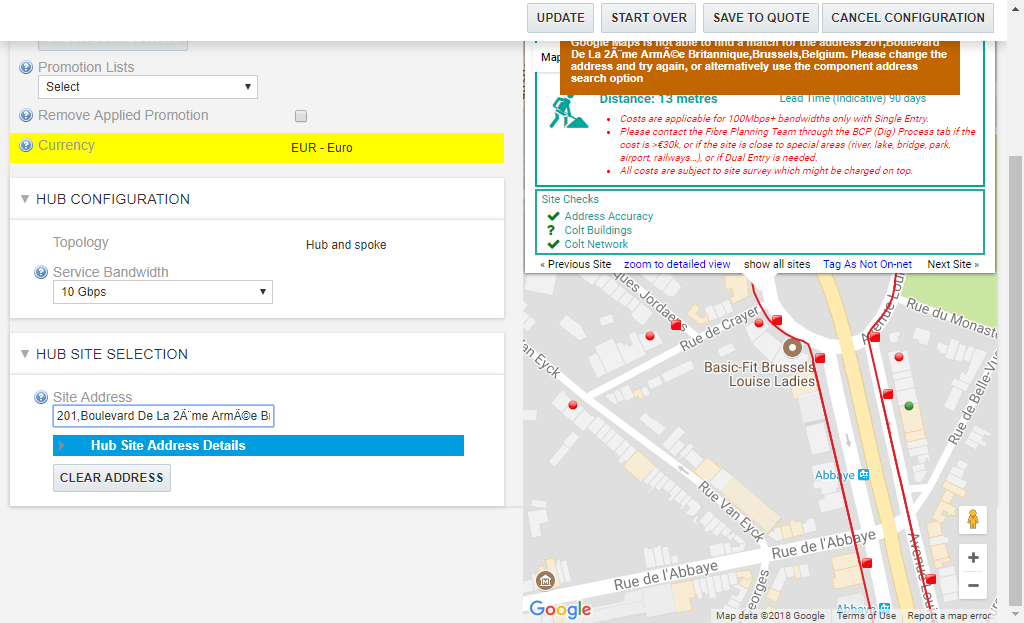 UPDATE
START OVER
SAVE TO QUOTE
CANCEL CONFIGURATION
Promotion Lists
Select
Remove Applied Promotion
Currency
EUR - Euro
HUB CONFIGURATION
Topology
Hub and spoke
Service Bandwidth
10 Gbps
HUB SITE SELECTION
Site Address
201,Boulevard De La 2Ã¨me ArmÃ©e Br
Hub Site Address Details
CLEAR ADDRESS
Map
Google Maps is not able to find a match for the address 201,Boulevard
De La 2Ã¨me ArmÃ©e Britannique,Brussels,Belgium. Please change the
address and try again, or alternatively use the component address
search option
Distance: 13 metres
Lead Time (Indicative) 90 days
Costs are applicable for 100Mbps+ bandwidths only with Single Entry.
Please contact the Fibre Planning Team through the BCP (Dig) Process tab if the
cost is >€30k, or if the site is close to special areas (river, lake, bridge, park,
airport, railways...), or if Dual Entry is needed.
All costs are subject to site survey which might be charged on top.
Site Checks
Address Accuracy
? Colt Buildings
Colt Network
« Previous Site
zoom to detailed view
show all sites
Tag As Not On-net
Next Site »
ques Jordaens
Rue de Crayer
Avenue Loui
Rue du Monast
an Eyck
Basic-Fit Brussels
Louise Ladies
Rue de Belle-Vu
Abbaye
Rue Van Eyck
Rue de l'Abbaye
Rue de l'Abbaye
Avenue Lou
eorges
Abbaye
+
−
Google
Map data ©2018 Google
Terms of Use
Report a map error